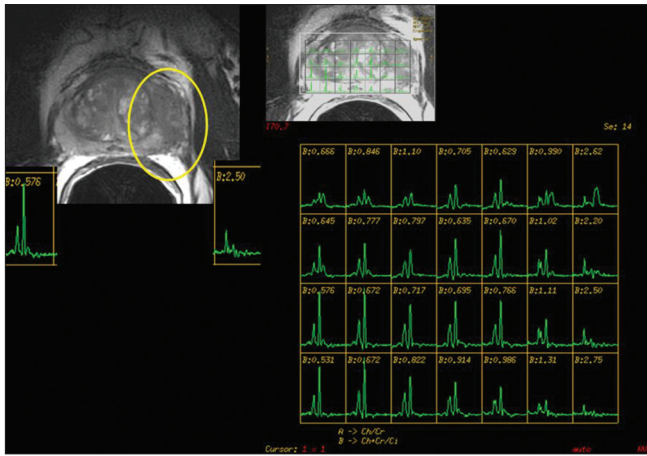 B:0.576
B:2.50
I70.7
Se: 14
B:0.666 B:0.846 B:1.10 B:0.705 B:0.629 B:0.990 B:2.62
B:0.645 B:0.777 B:0.797 B:0.635 B:0.670 B:1.02 B:2.20
B:0.576 B:0.672 B:0.717 B:0.695 B:0.766 B:1.11 B:2.50
B:0.531 B:0.672 B:0.822 B:0.914 B:0.986 B:1.31 B:2.75
A -> Ch/Cr
B -> Ch+Cr/Ci
Cursor: 1 x 1
auto